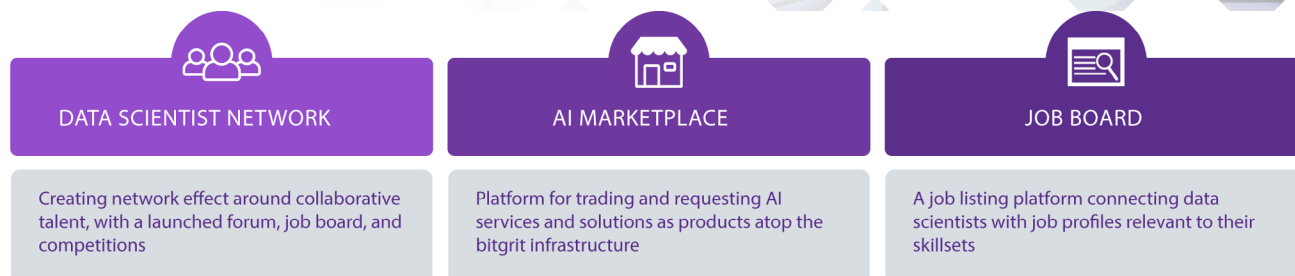 DATA SCIENTIST NETWORK
Creating network effect around collaborative
talent, with a launched forum, job board, and
competitions
AI MARKETPLACE
Platform for trading and requesting AI
services and solutions as products atop the
bitgrit infrastructure
JOB BOARD
A job listing platform connecting data
scientists with job profiles relevant to their
skillsets